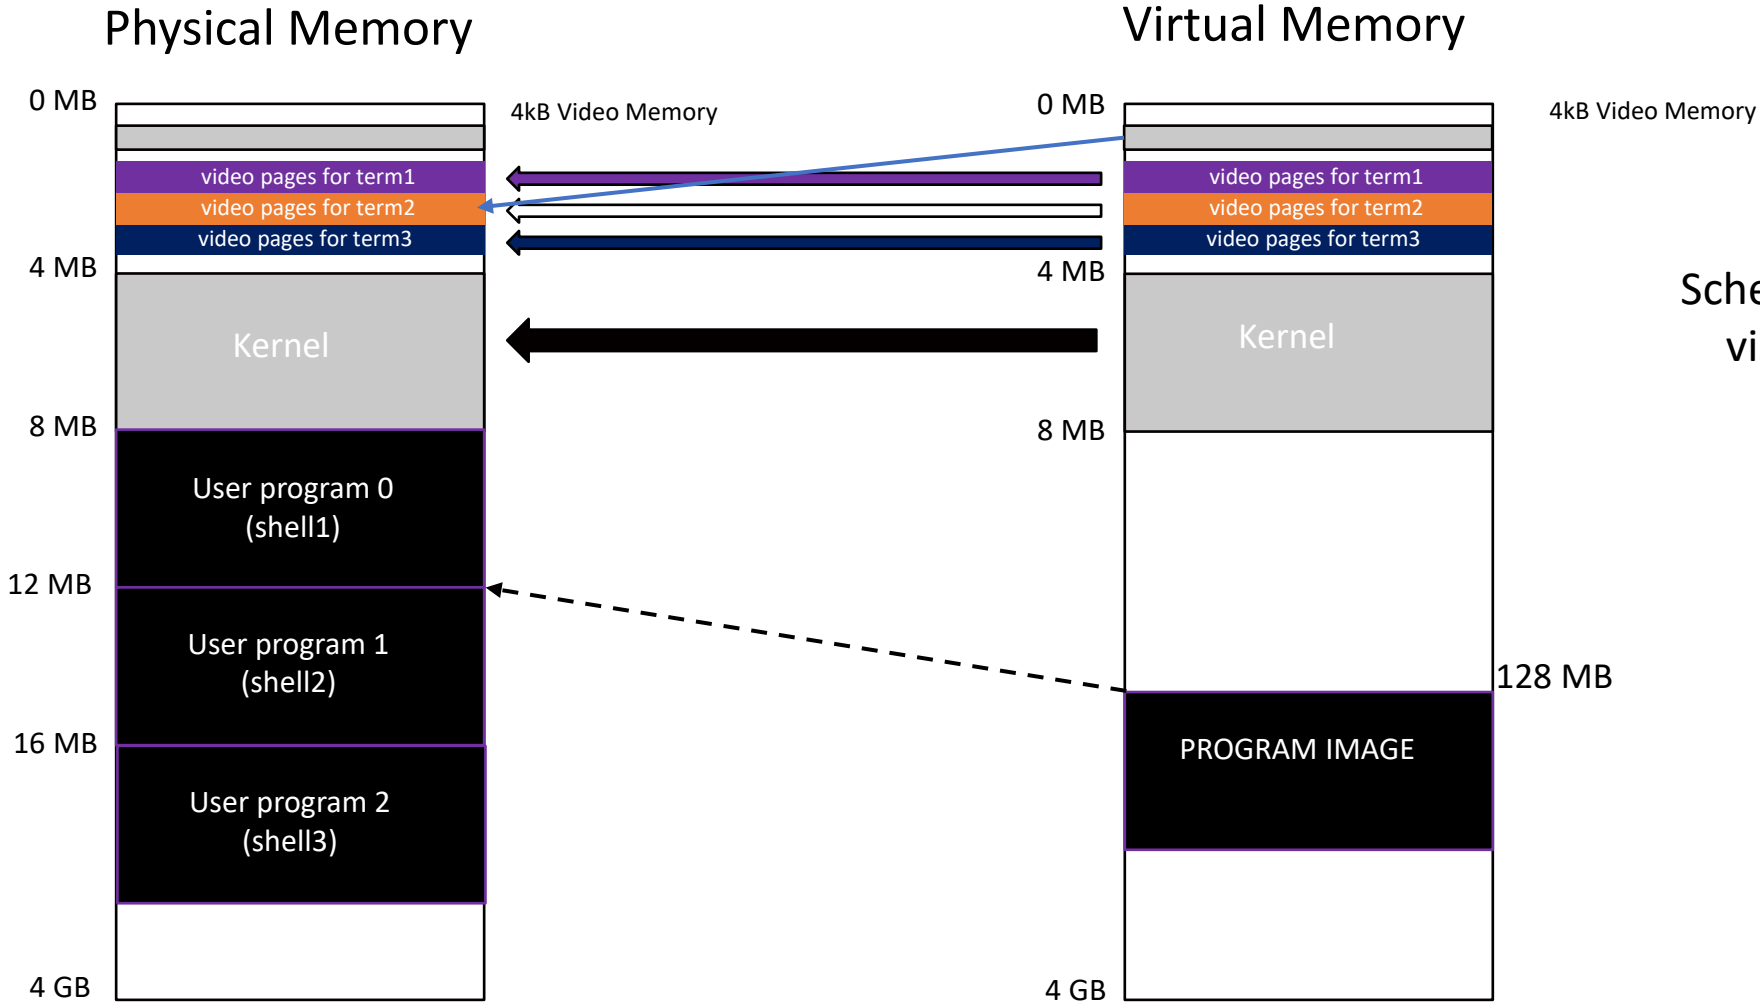 Physical Memory
Virtual Memory
0 MB
4kB Video Memory
0 MB
4kB Video Memory
video pages for term1
video pages for term2
video pages for term3
video pages for term1
video pages for term2
video pages for term3
4 MB
4 MB
Sche
vi
Kernel
Kernel
8 MB
8 MB
User program 0
(shell1)
12 MB
User program 1
(shell2)
128 MB
16 MB
PROGRAM IMAGE
User program 2
(shell3)
4 GB
4 GB